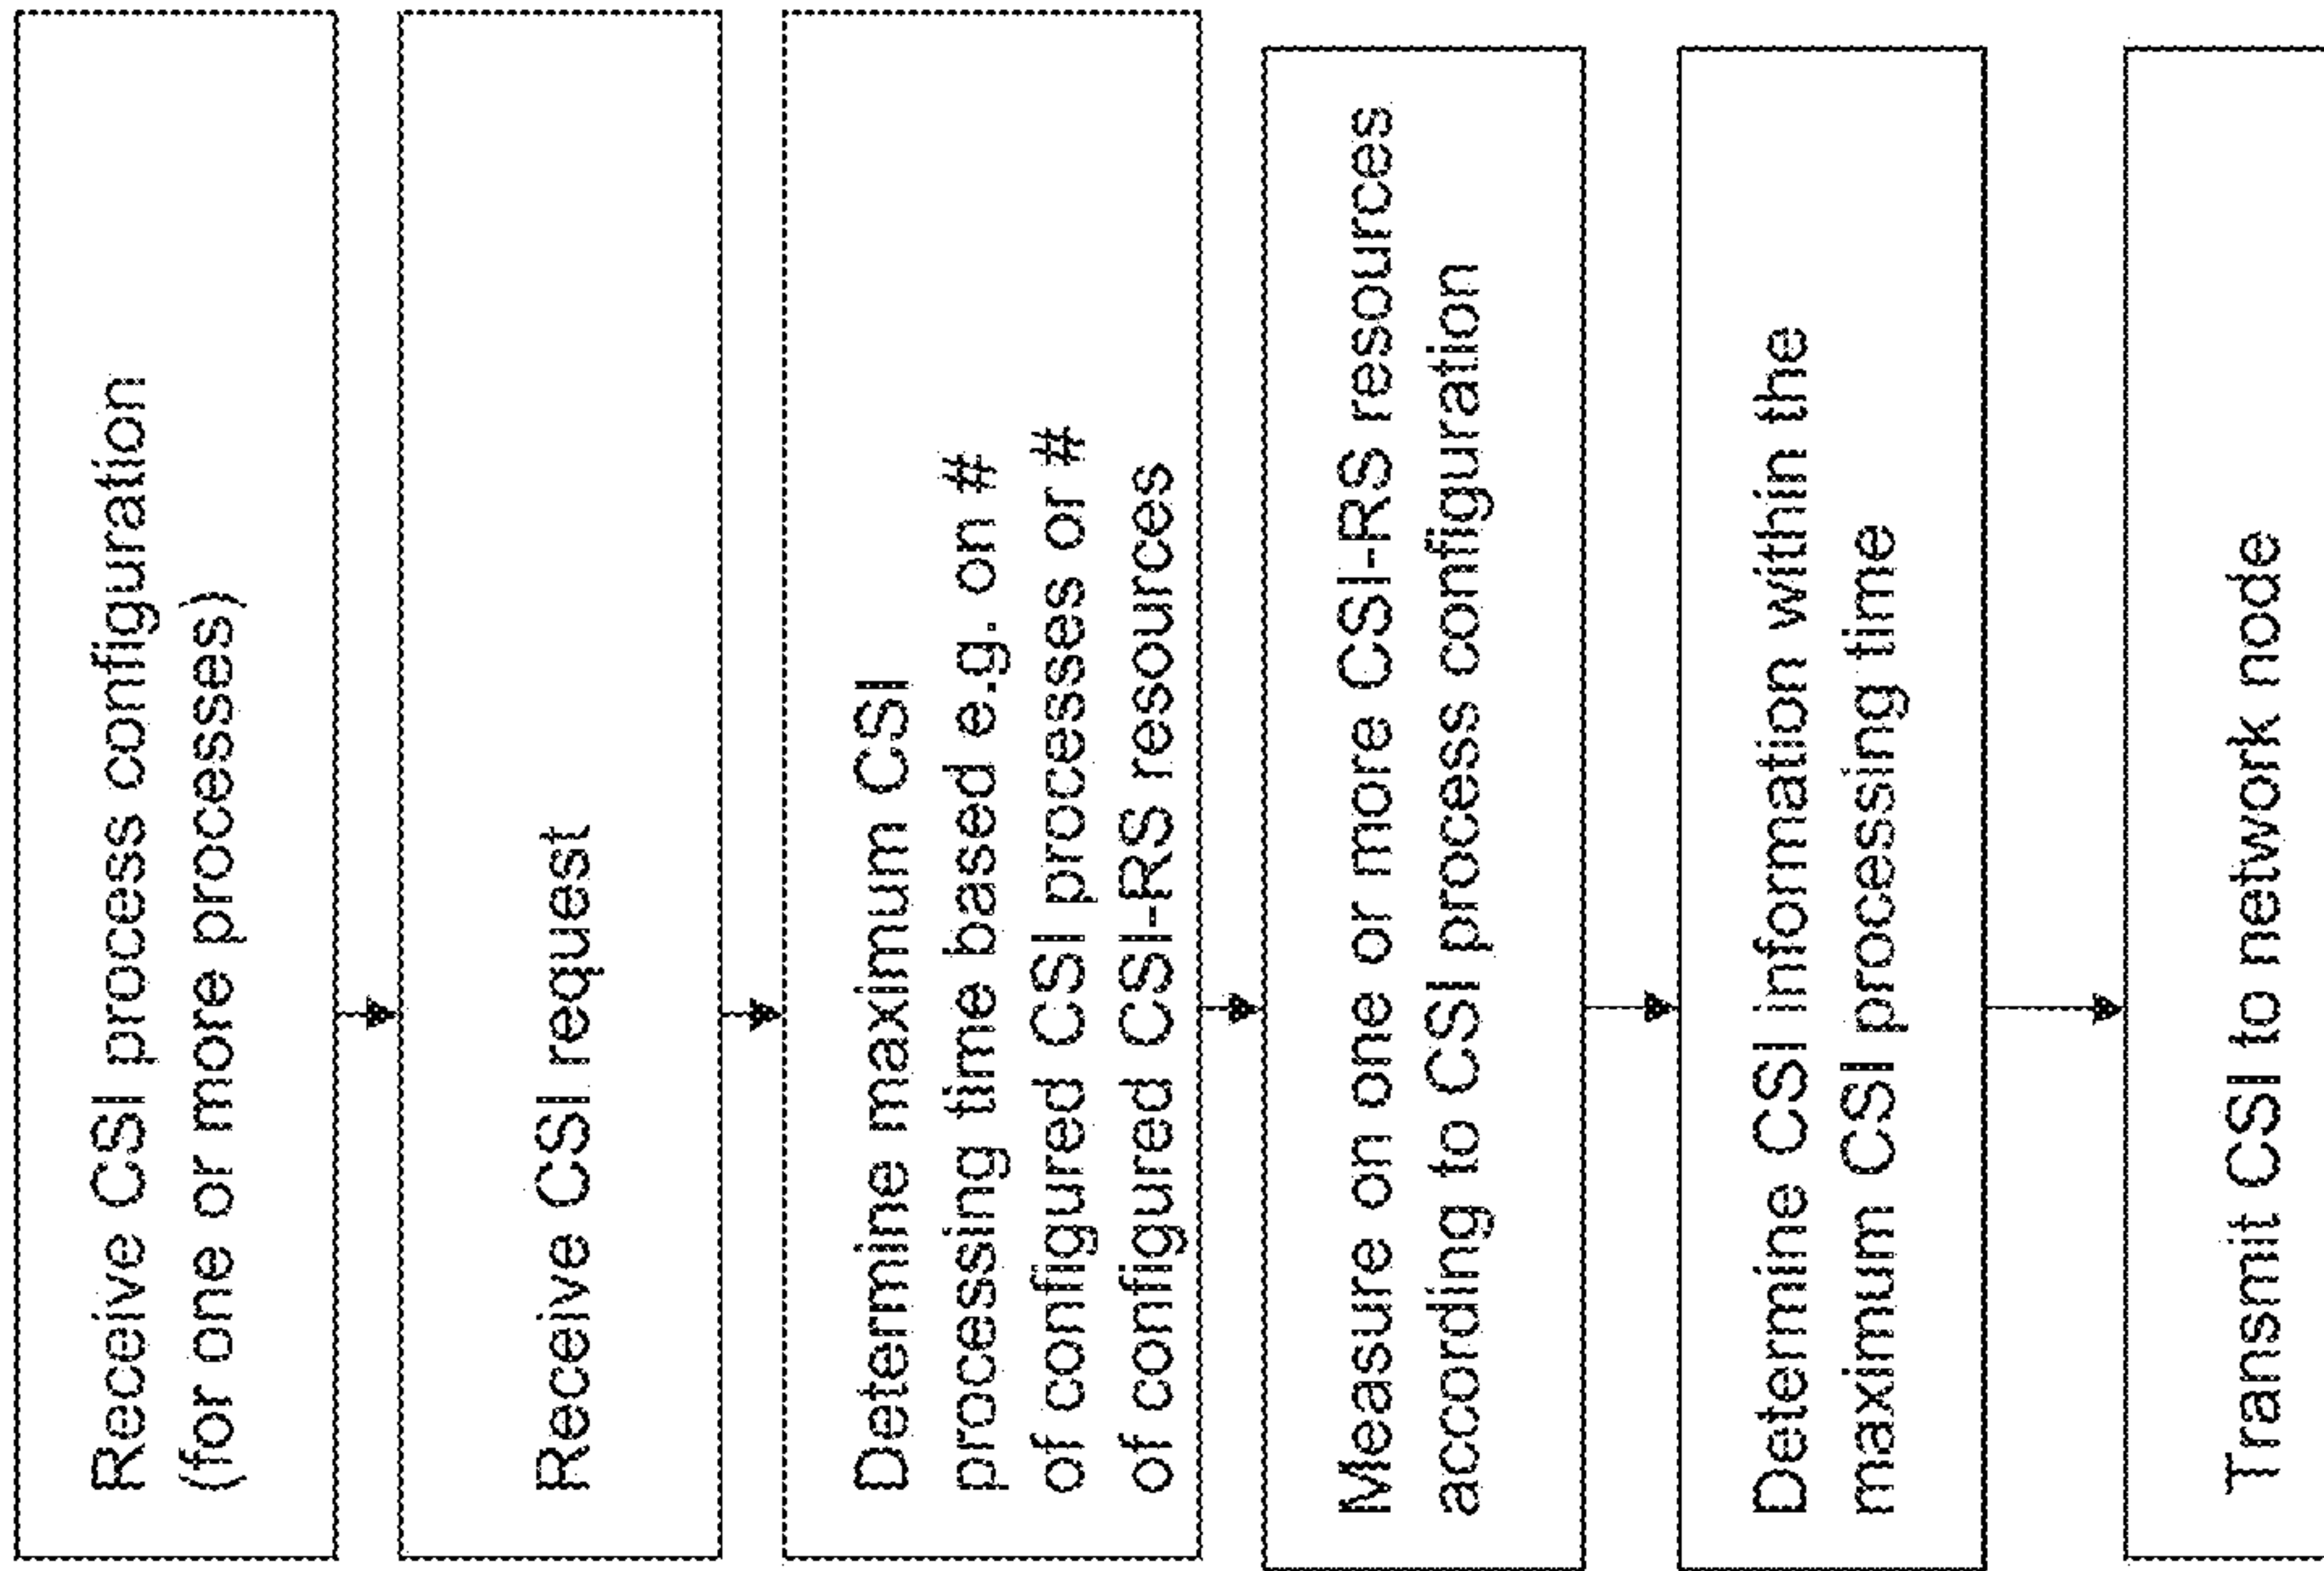 Receive CSI process configuration
(for one or more processes)
Receive CSI request
Determine maximum CSI
processing time based e.g. on #
of configured CSI processes or #
of configured CSI-RS resources
Measure on one or more CSI-RS resources
according to CSI process configuration
Determine CSI information within the
maximum CSI processing time
Transmit CSI to network node